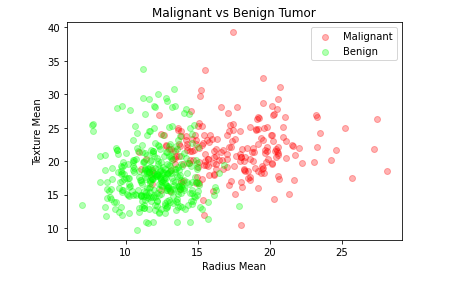 Malignant vs Benign Tumor
Malignant
Benign
Texture Mean
40
35
30
25
20
15
10
10 15 20 25
Radius Mean